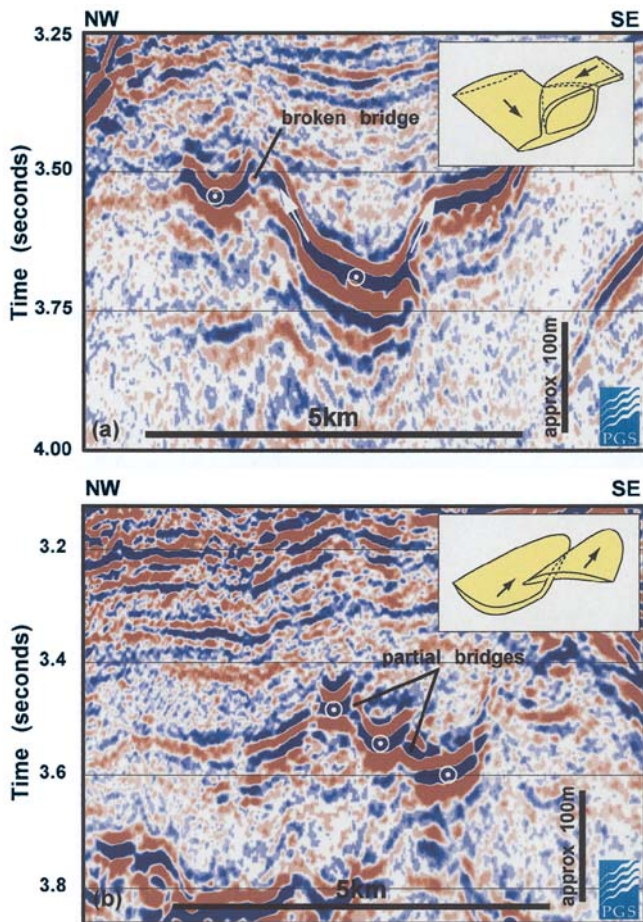 NW SE
3.25
broken bridge
3.50
Time (seconds)
3.75
approx 100m
5km
(a)
4.00
PGS
NW SE
3.2
3.4
partial bridges
Time (seconds)
3.6
approx 100m
5km
3.8
(b)
PGS